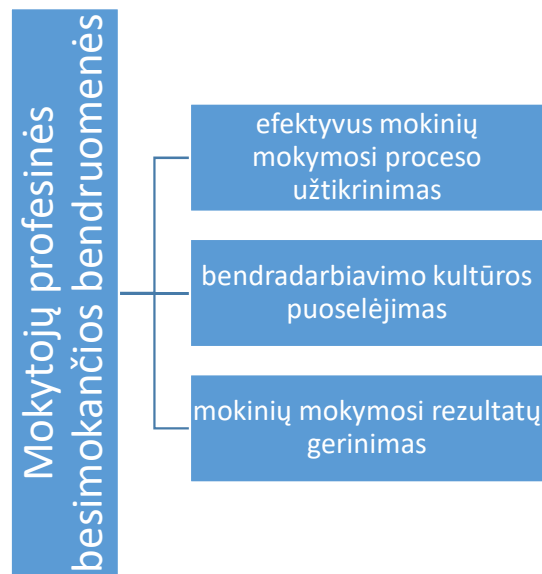 Mokytojų profesinės
besimokančios bendruomenės
efektyvus mokinių
mokymosi proceso
užtikrinimas
bendradarbiavimo kultūros
puoselėjimas
mokinių mokymosi rezultatų
gerinimas